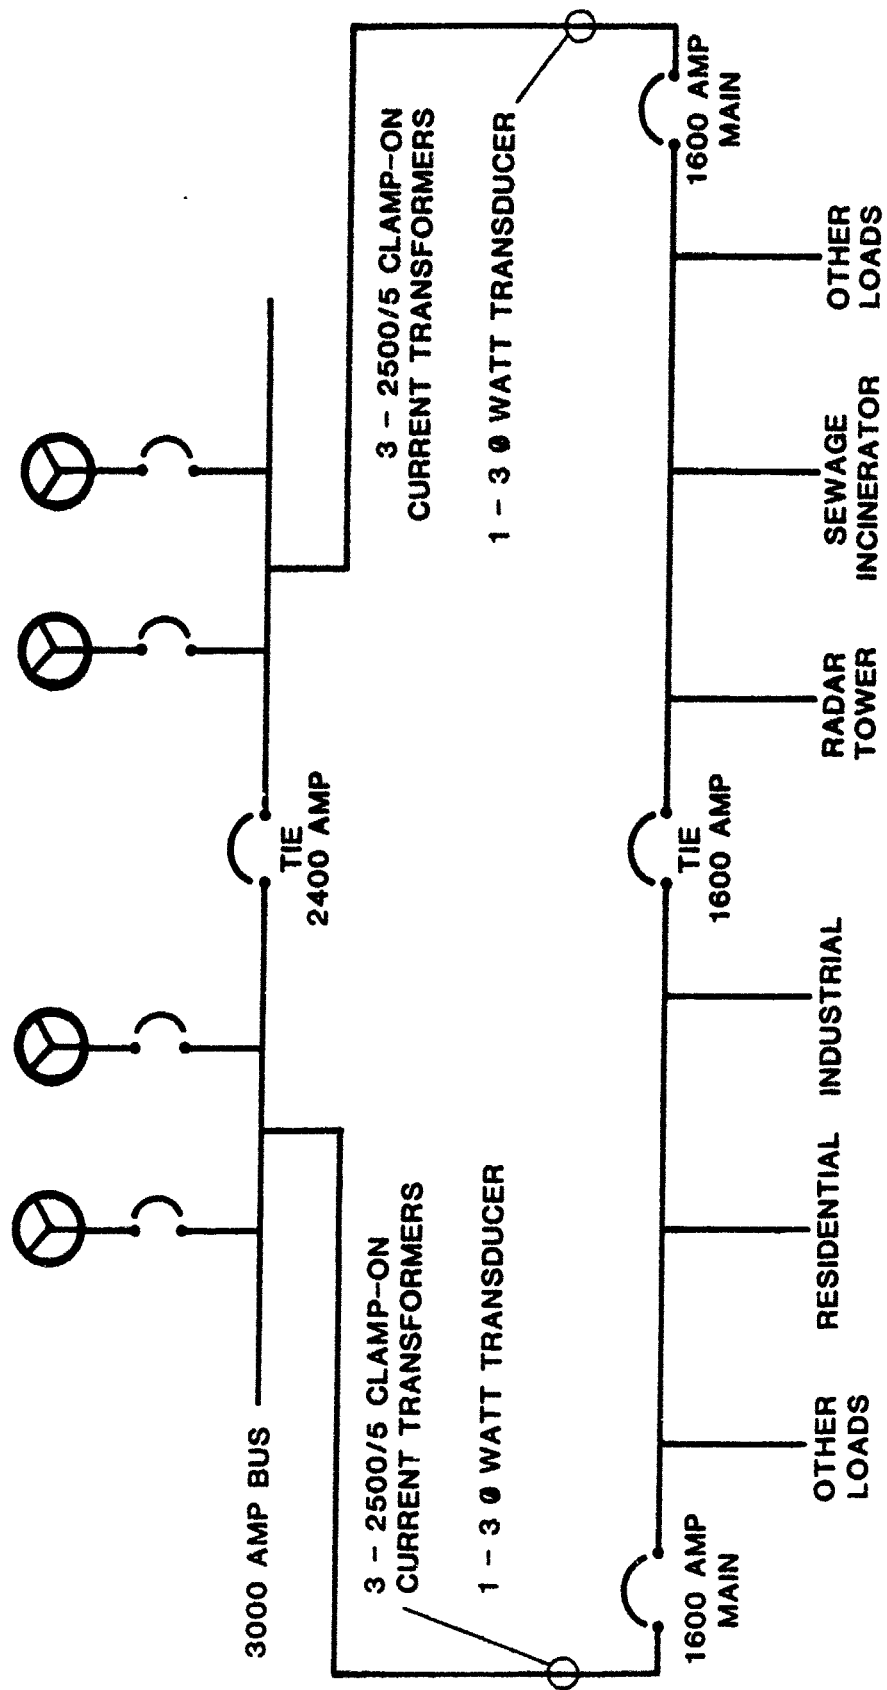 3000 AMP BUS
TIE
2400 AMP
3 – 2500/5 CLAMP-ON
CURRENT TRANSFORMERS
1 – 3 Ø WATT TRANSDUCER
3 – 2500/5 CLAMP-ON
CURRENT TRANSFORMERS
1 – 3 Ø WATT TRANSDUCER
1600 AMP
MAIN
TIE
1600 AMP
1600 AMP
MAIN
OTHER
LOADS
RESIDENTIAL
INDUSTRIAL
RADAR
TOWER
SEWAGE
INCINERATOR
OTHER
LOADS